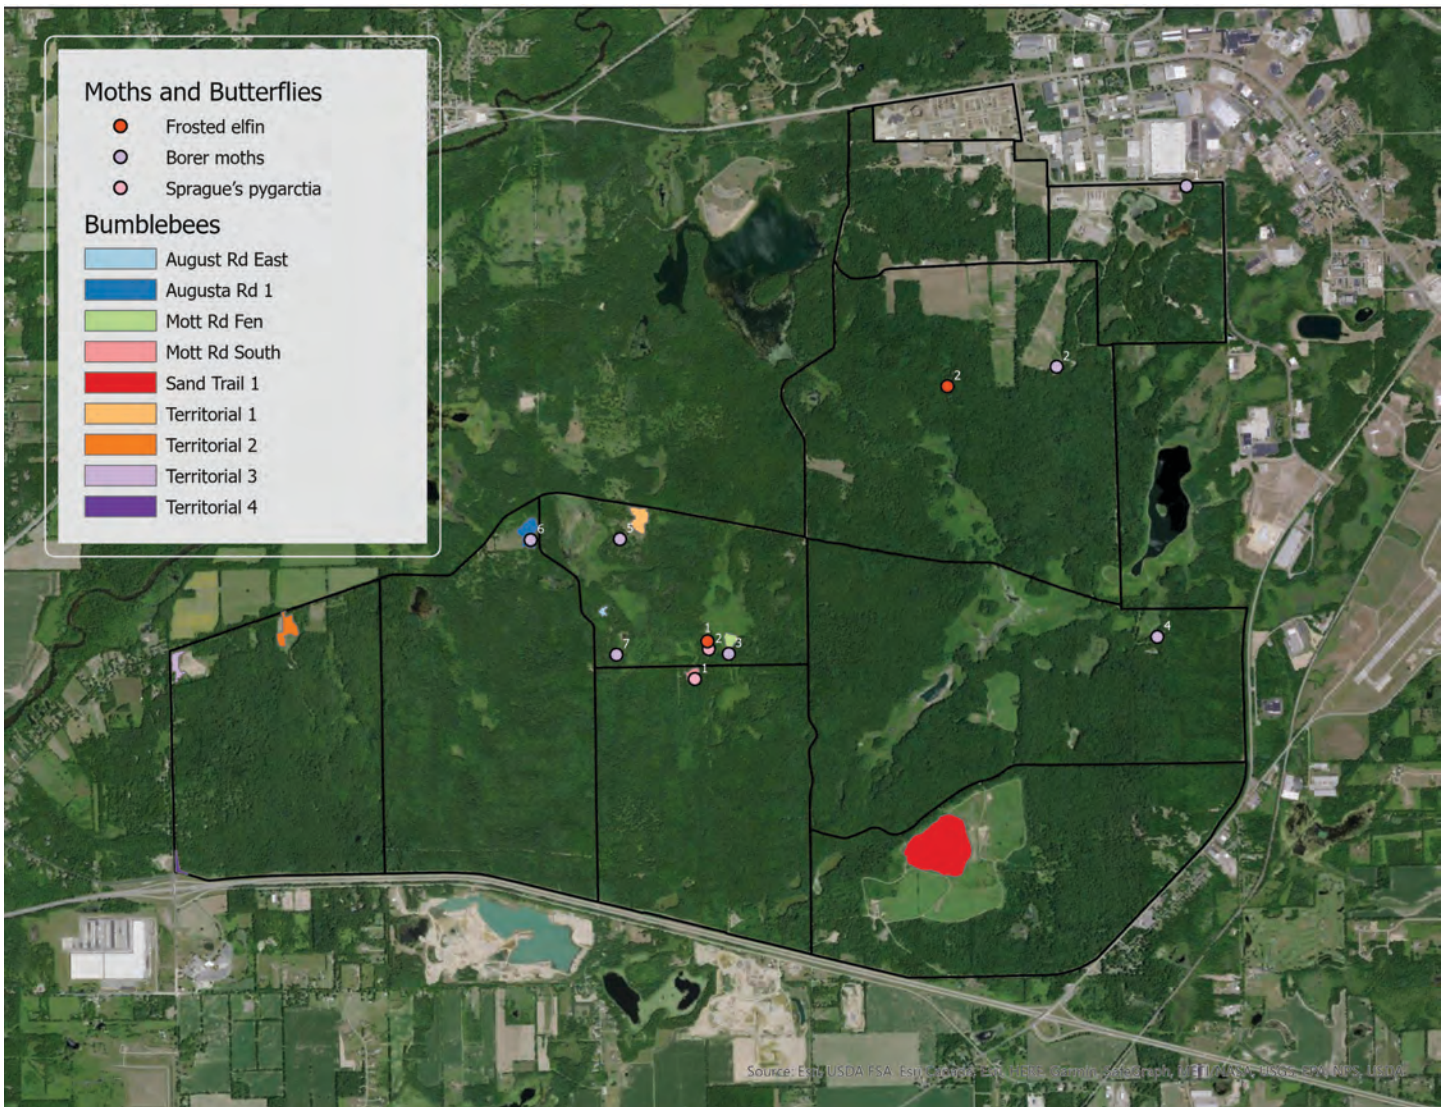 Moths and Butterflies
Frosted elfin
Borer moths
Sprague's pygarctia
Bumblebees
August Rd East
Augusta Rd 1
Mott Rd Fen
Mott Rd South
Sand Trail 1
Territorial 1
Territorial 2
Territorial 3
Territorial 4
1
2
2
6
5
1
2
3
4
7
1
Source: Esri, USDA FSA, Esri,